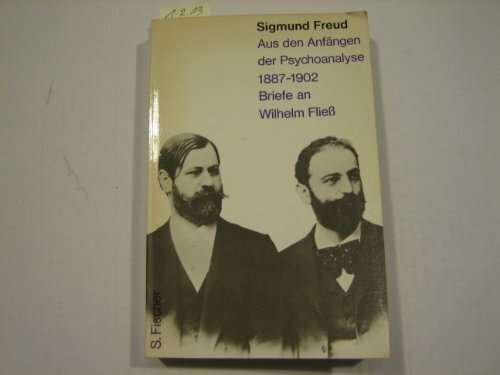 Sigmund Freud
Aus den Anfängen
der Psychoanalyse
1887-1902
Briefe an
Wilhelm Fließ
S. Fischer